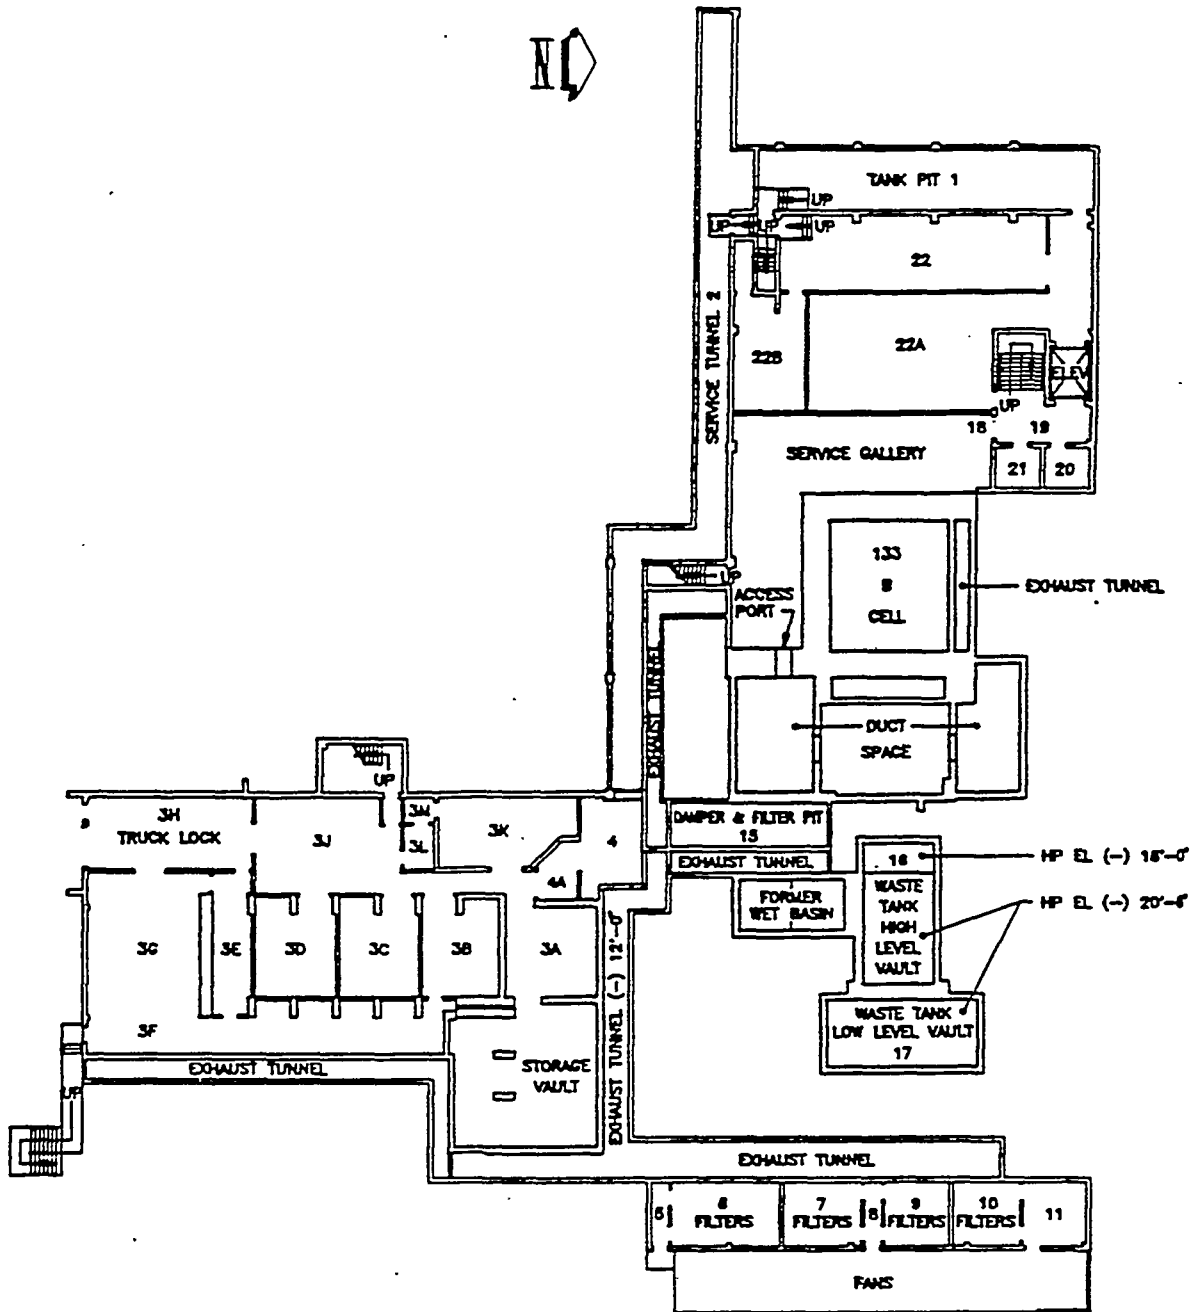 N
TANK PIT 1
UP
UP
UP
22
SERVICE TUNNEL 2
22B
22A
ELEV
UP
18
19
SERVICE GALLERY
21
20
133
B
CELL
EXHAUST TUNNEL
UP
ACCESS
PORT
EXHAUST TUNNEL
DUCT
SPACE
UP
3H
TRUCK LOCK
3J
3M
3L
3K
4
4A
DAMPER & FILTER PIT
15
EXHAUST TUNNEL
16
HP EL (-) 18'-0"
FORMER
WET BASIN
WASTE
TANK
HIGH
LEVEL
VAULT
HP EL (-) 20'-6"
3G
3E
3D
3C
3B
3A
EXHAUST TUNNEL (-) 12'-0"
3F
WASTE TANK
LOW LEVEL VAULT
17
EXHAUST TUNNEL
STORAGE
VAULT
UP
EXHAUST TUNNEL
5
6
FILTERS
7
FILTERS
8
9
FILTERS
10
FILTERS
11
FANS